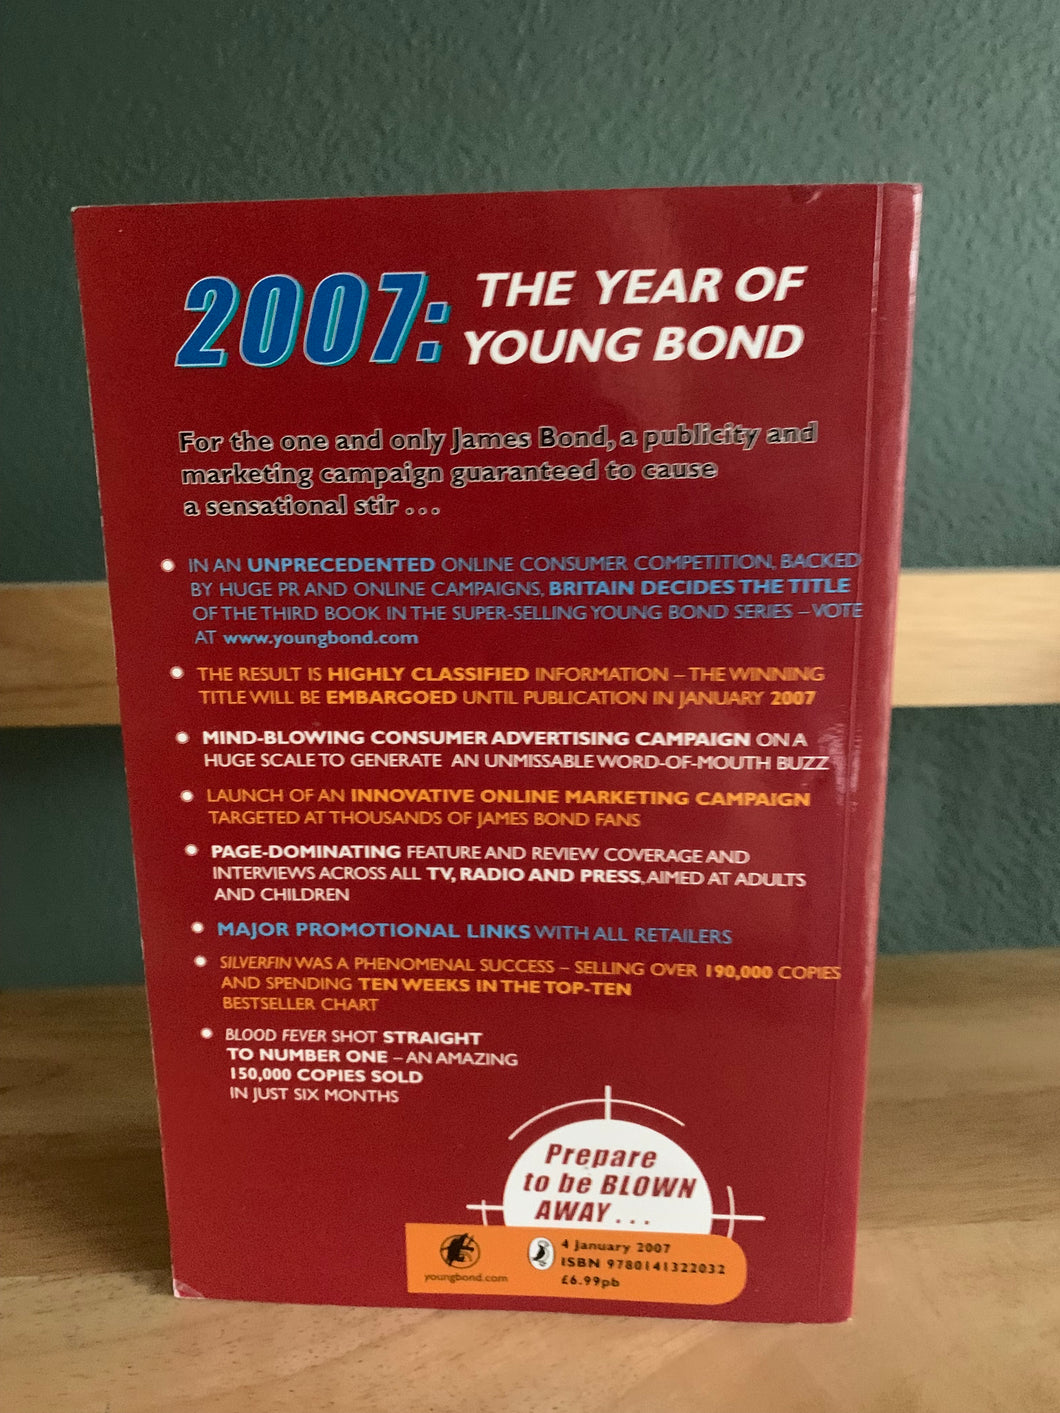 2007: THE YEAR OF
YOUNG BOND
For the one and only James Bond, a publicity and
marketing campaign guaranteed to cause
a sensational stir . . .
IN AN UNPRECEDENTED ONLINE CONSUMER COMPETITION, BACKED
BY HUGE PR AND ONLINE CAMPAIGNS, BRITAIN DECIDES THE TITLE
OF THE THIRD BOOK IN THE SUPER-SELLING YOUNG BOND SERIES – VOTE
AT www.youngbond.com
THE RESULT IS HIGHLY CLASSIFIED INFORMATION – THE WINNING
TITLE WILL BE EMBARGOED UNTIL PUBLICATION IN JANUARY 2007
MIND-BLOWING CONSUMER ADVERTISING CAMPAIGN ON A
HUGE SCALE TO GENERATE AN UNMISSABLE WORD-OF-MOUTH BUZZ
LAUNCH OF AN INNOVATIVE ONLINE MARKETING CAMPAIGN
TARGETED AT THOUSANDS OF JAMES BOND FANS
PAGE-DOMINATING FEATURE AND REVIEW COVERAGE AND
INTERVIEWS ACROSS ALL TV, RADIO AND PRESS, AIMED AT ADULTS
AND CHILDREN
MAJOR PROMOTIONAL LINKS WITH ALL RETAILERS
SILVERFIN WAS A PHENOMENAL SUCCESS – SELLING OVER 190,000 COPIES
AND SPENDING TEN WEEKS IN THE TOP-TEN
BESTSELLER CHART
BLOOD FEVER SHOT STRAIGHT
TO NUMBER ONE – AN AMAZING
150,000 COPIES SOLD
IN JUST SIX MONTHS
Prepare
to be BLOWN
AWAY . . .
youngbond.com
4 January 2007
ISBN 9780141322032
£6.99pb